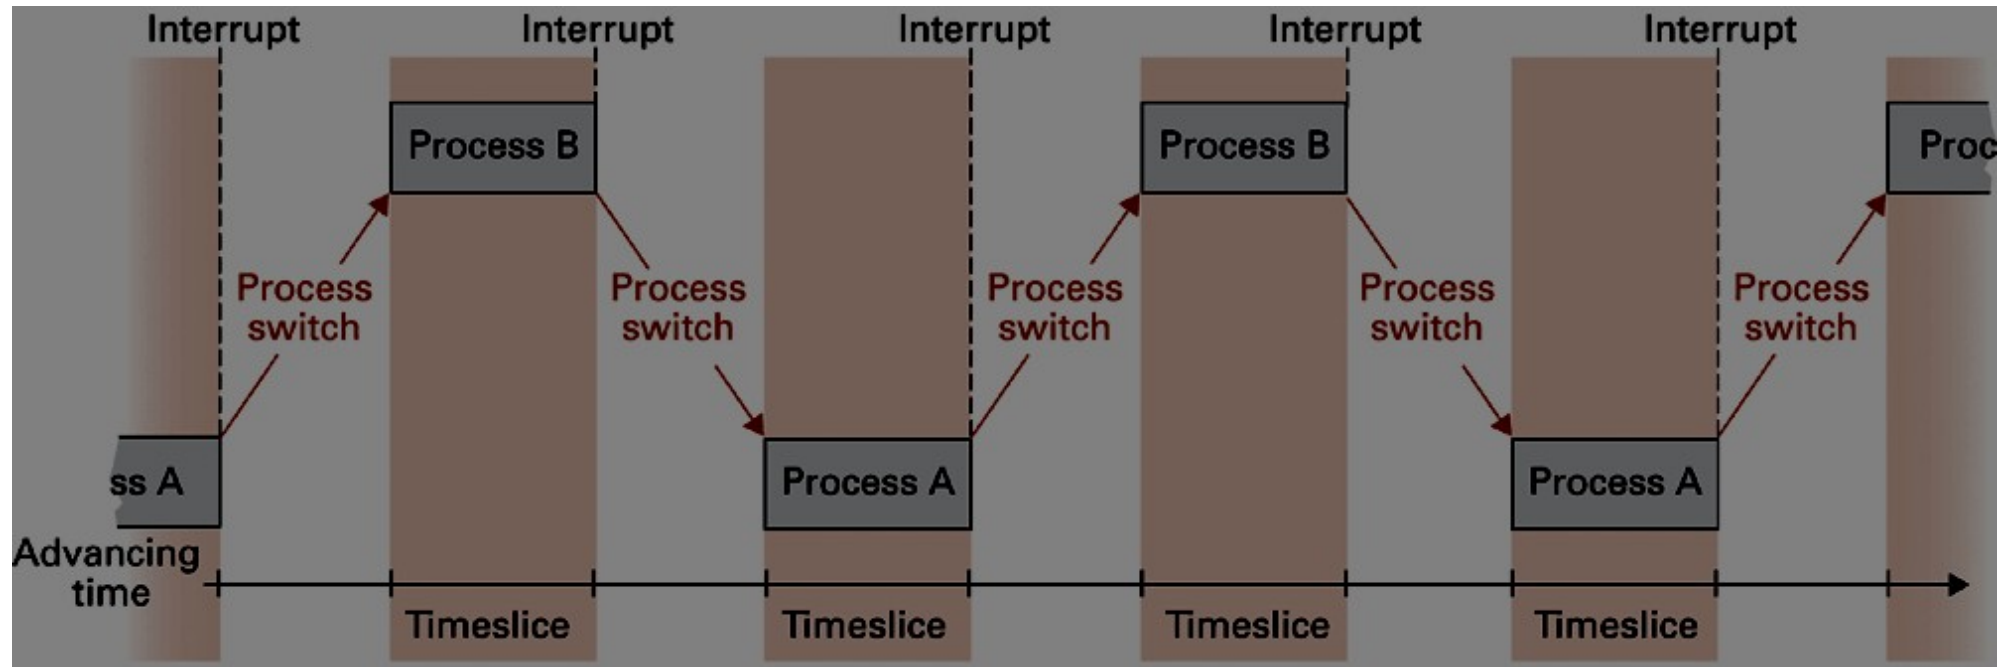 Interrupt Interrupt Interrupt Interrupt Interrupt
Process B Process B Proc
Process Process Process Process Process
switch switch switch switch switch
ss A Process A Process A
Advancing
time
Timeslice Timeslice Timeslice Timeslice